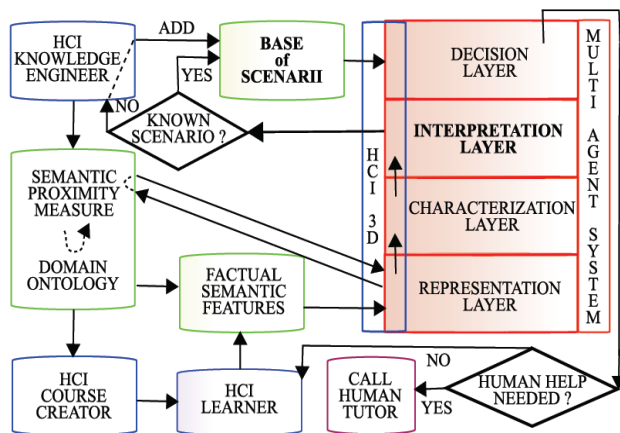 HCI
KNOWLEDGE
ENGINEER
ADD
YES
NO
BASE
of
SCENARII
KNOWN
SCENARIO ?
DECISION
LAYER
INTERPRETATION
LAYER
CHARACTERIZATION
LAYER
REPRESENTATION
LAYER
HCI 3D
MULTI AGENT SYSTEM
SEMANTIC
PROXIMITY
MEASURE
DOMAIN
ONTOLOGY
FACTUAL
SEMANTIC
FEATURES
HCI
COURSE
CREATOR
HCI
LEARNER
CALL
HUMAN
TUTOR
NO
YES
HUMAN HELP
NEEDED ?